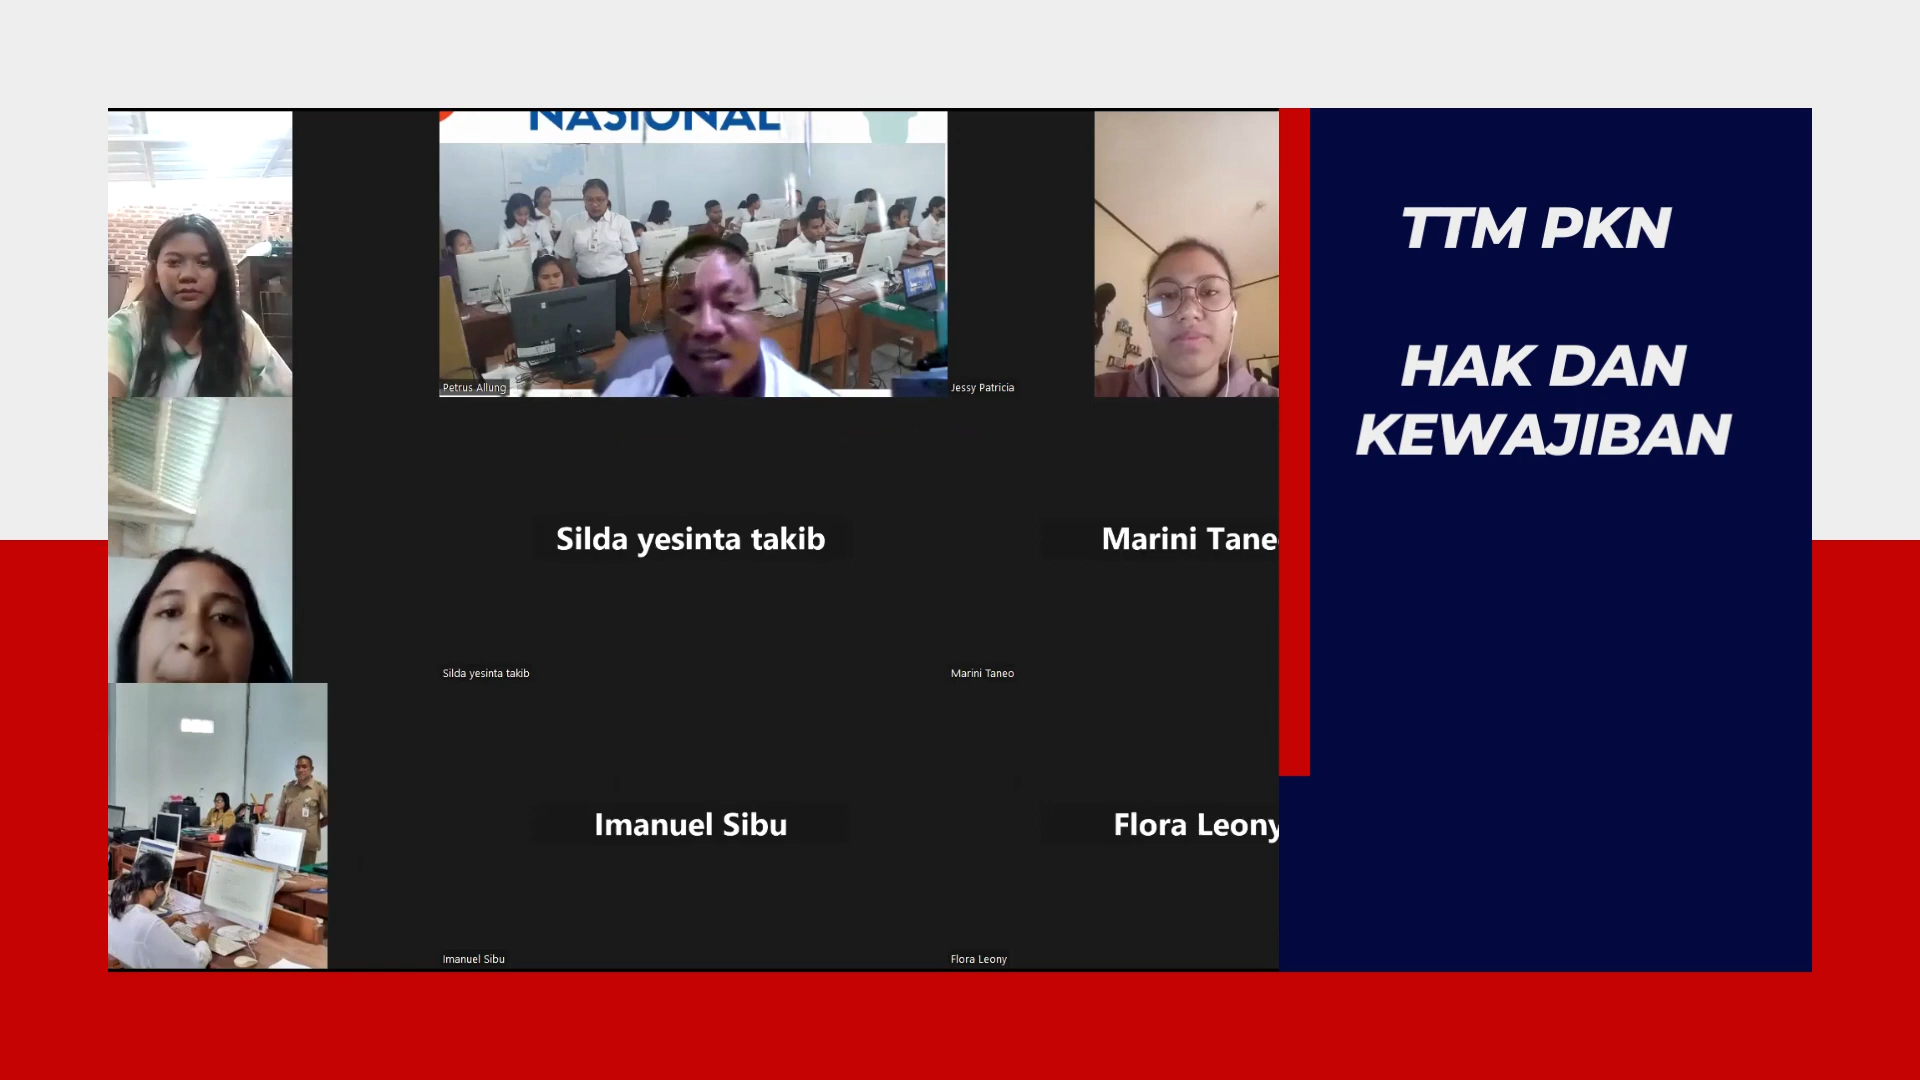 NASIONAL
Petrus Allung
Jessy Patricia
Silda yesinta takib
Marini Tane
Silda yesinta takib
Marini Taneo
Imanuel Sibu
Flora Leony
Imanuel Sibu
Flora Leony
TTM PKN
HAK DAN
KEWAJIBAN